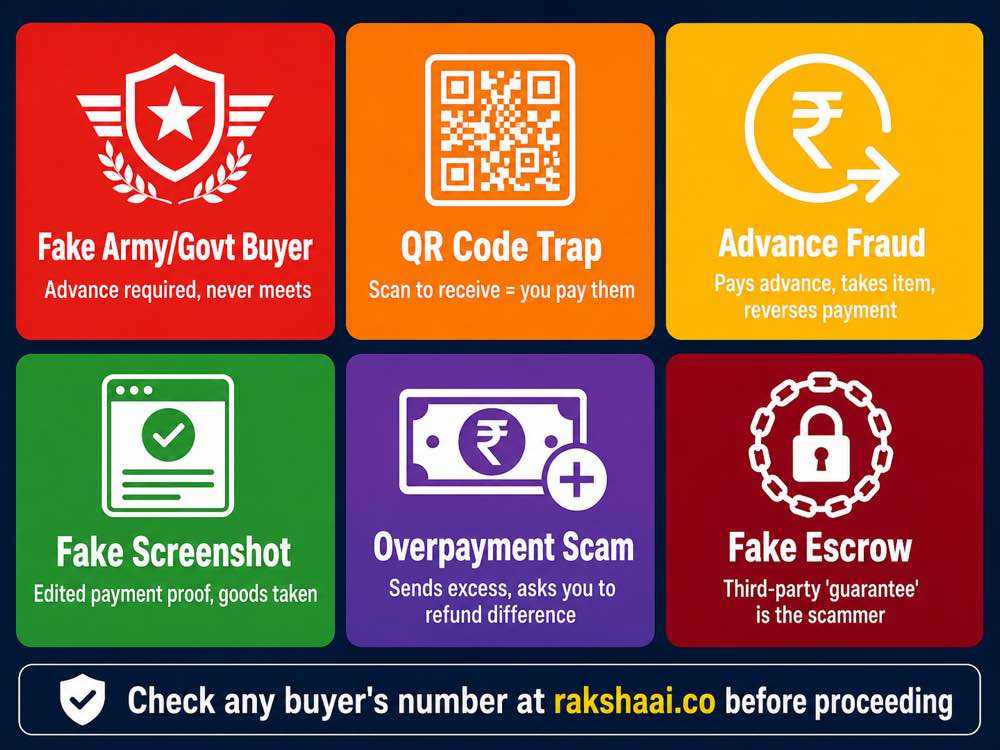 Fake Army/Govt Buyer
Advance required, never meets
QR Code Trap
Scan to receive = you pay them
₹
Advance Fraud
Pays advance, takes item,
reverses payment
Fake Screenshot
Edited payment proof, goods taken
₹
Overpayment Scam
Sends excess, asks you to
refund difference
Fake Escrow
Third-party 'guarantee'
is the scammer
Check any buyer's number at rakshaai.co before proceeding